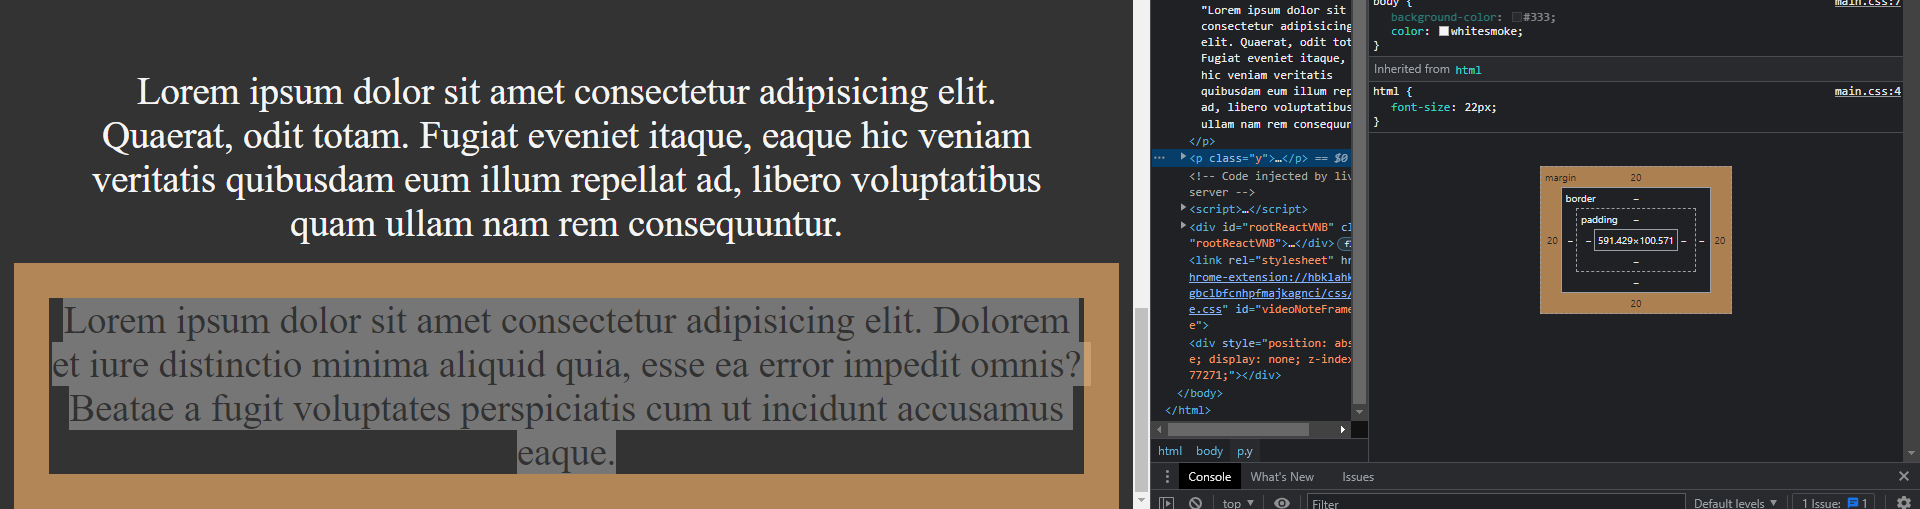 Lorem ipsum dolor sit amet consectetur adipisicing elit.
Quaerat, odit totam. Fugiat eveniet itaque, eaque hic veniam
veritatis quibusdam eum illum repellat ad, libero voluptatibus
quam ullam nam rem consequuntur.
Lorem ipsum dolor sit amet consectetur adipisicing elit. Dolorem
et iure distinctio minima aliquid quia, esse ea error impedit omnis?
Beatae a fugit voluptates perspiciatis cum ut incidunt accusamus
eaque.
"Lorem ipsum dolor sit
consectetur adipisicing
elit. Quaerat, odit tot
Fugiat eveniet itaque,
hic veniam veritatis
quibusdam eum illum rep
ad, libero voluptatibus
ullam nam rem consequun
</p>
<p class="y">…</p> == $0
<!-- Code injected by liv
server -->
<script>…</script>
<div id="rootReactVNB" cl
"rootReactVNB">…</div> f
<link rel="stylesheet" hr
hrome-extension://hbklahk
gbclbfcnhpfmajkagnci/css/
e.css" id="videoNoteFrame
e">
<div style="position: abs
e; display: none; z-index
77271;"></div>
</body>
</html>
html body p.y
body { main.css:7
background-color: #333;
color: whitesmoke;
}
Inherited from html
html { main.css:4
font-size: 22px;
}
margin 20
border –
padding –
20 – – 591.429×100.571 – – 20
–
–
20
Console What's New Issues
top Filter Default levels 1 Issue: 1